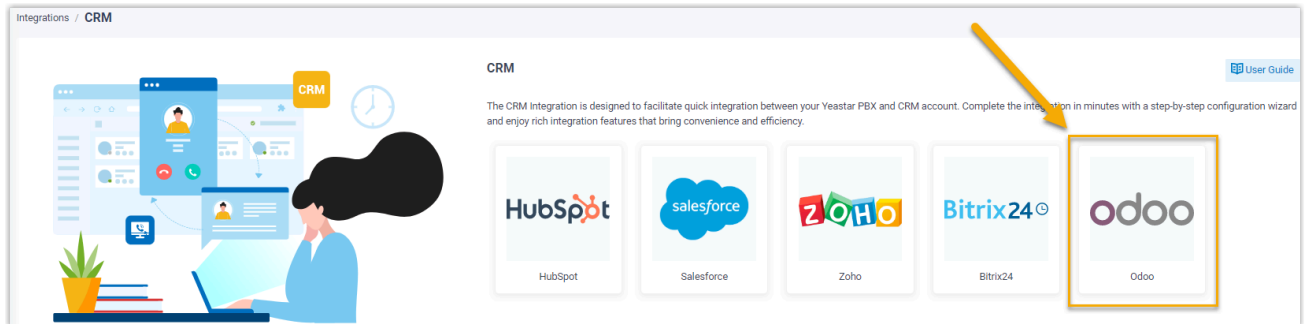 Integrations / CRM
CRM
CRM
User Guide
The CRM Integration is designed to facilitate quick integration between your Yeastar PBX and CRM account. Complete the integration in minutes with a step-by-step configuration wizard
and enjoy rich integration features that bring convenience and efficiency.
HubSpot
salesforce
ZOHO
Bitrix24
odoo
HubSpot
Salesforce
Zoho
Bitrix24
Odoo